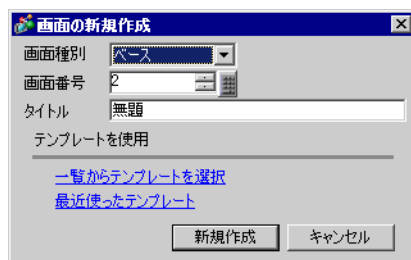 画面の新規作成
画面種別 ベース
画面番号 2
タイトル 無題
テンプレートを使用
一覧からテンプレートを選択
最近使ったテンプレート
新規作成 キャンセル